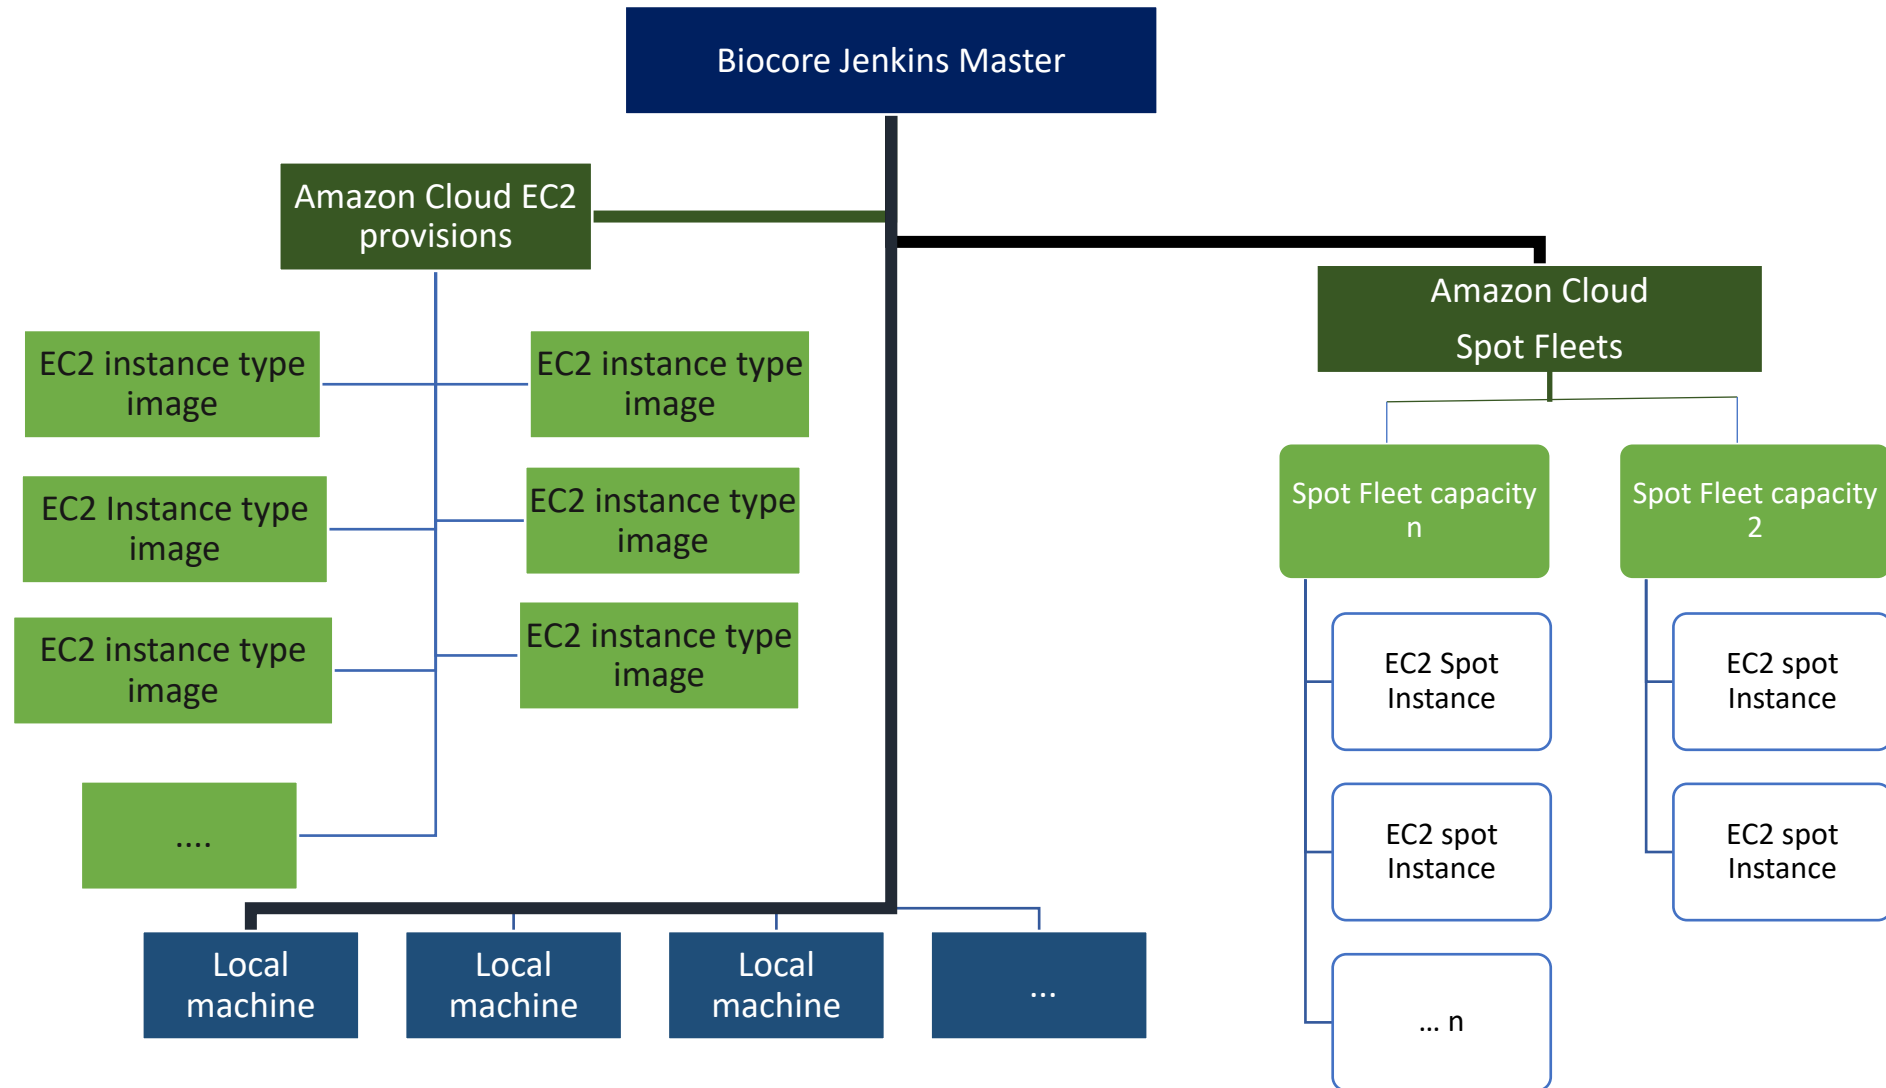 Biocore Jenkins Master
Amazon Cloud EC2
provisions
Amazon Cloud
Spot Fleets
EC2 instance type
image
EC2 instance type
image
EC2 Instance type
image
EC2 instance type
image
EC2 instance type
image
EC2 instance type
image
....
Spot Fleet capacity
n
Spot Fleet capacity
2
EC2 Spot
Instance
EC2 spot
Instance
EC2 spot
Instance
EC2 spot
Instance
... n
Local
machine
Local
machine
Local
machine
...